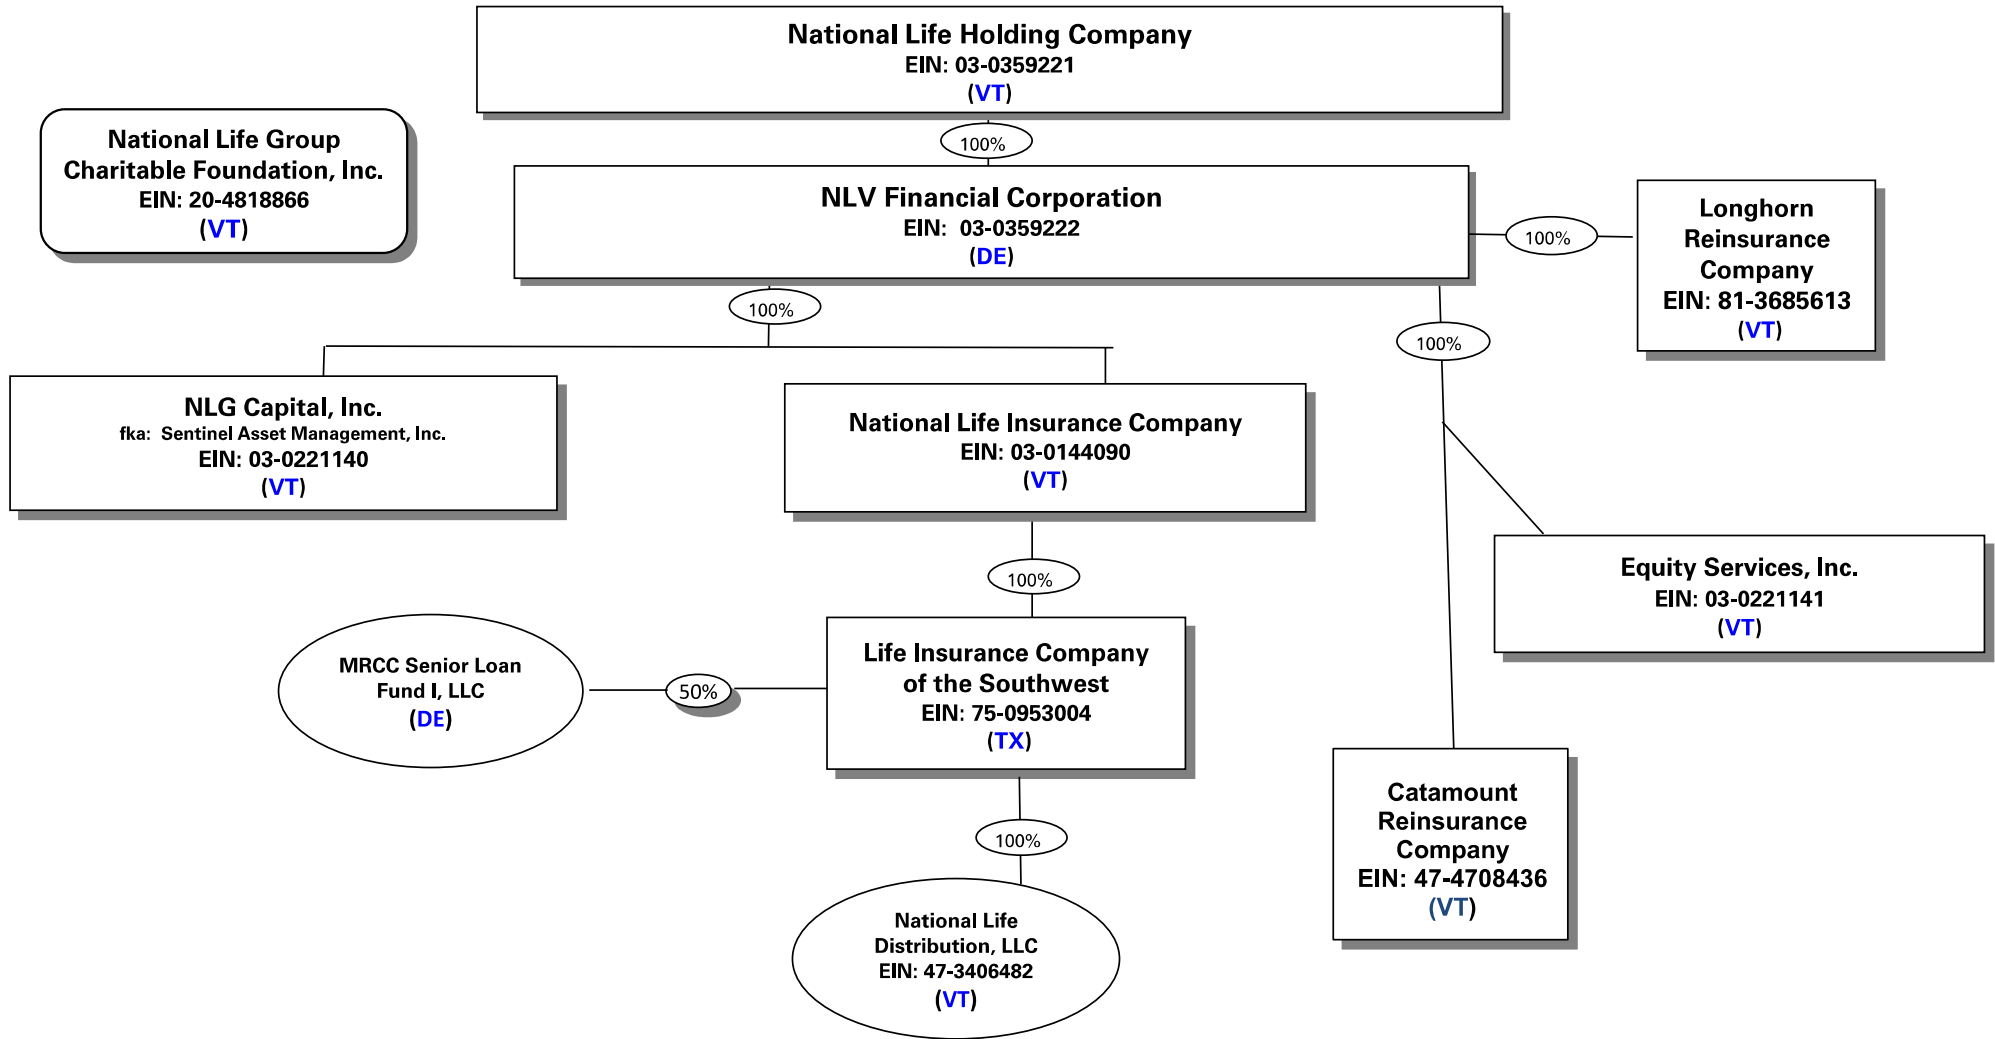 National Life Holding Company
EIN: 03-0359221
(VT)
100%
National Life Group
Charitable Foundation, Inc.
EIN: 20-4818866
(VT)
NLV Financial Corporation
EIN: 03-0359222
(DE)
100%
Longhorn
Reinsurance
Company
EIN: 81-3685613
(VT)
100%
100%
NLG Capital, Inc.
fka: Sentinel Asset Management, Inc.
EIN: 03-0221140
(VT)
National Life Insurance Company
EIN: 03-0144090
(VT)
100%
Equity Services, Inc.
EIN: 03-0221141
(VT)
MRCC Senior Loan
Fund I, LLC
(DE)
50%
Life Insurance Company
of the Southwest
EIN: 75-0953004
(TX)
100%
Catamount
Reinsurance
Company
EIN: 47-4708436
(VT)
National Life
Distribution, LLC
EIN: 47-3406482
(VT)